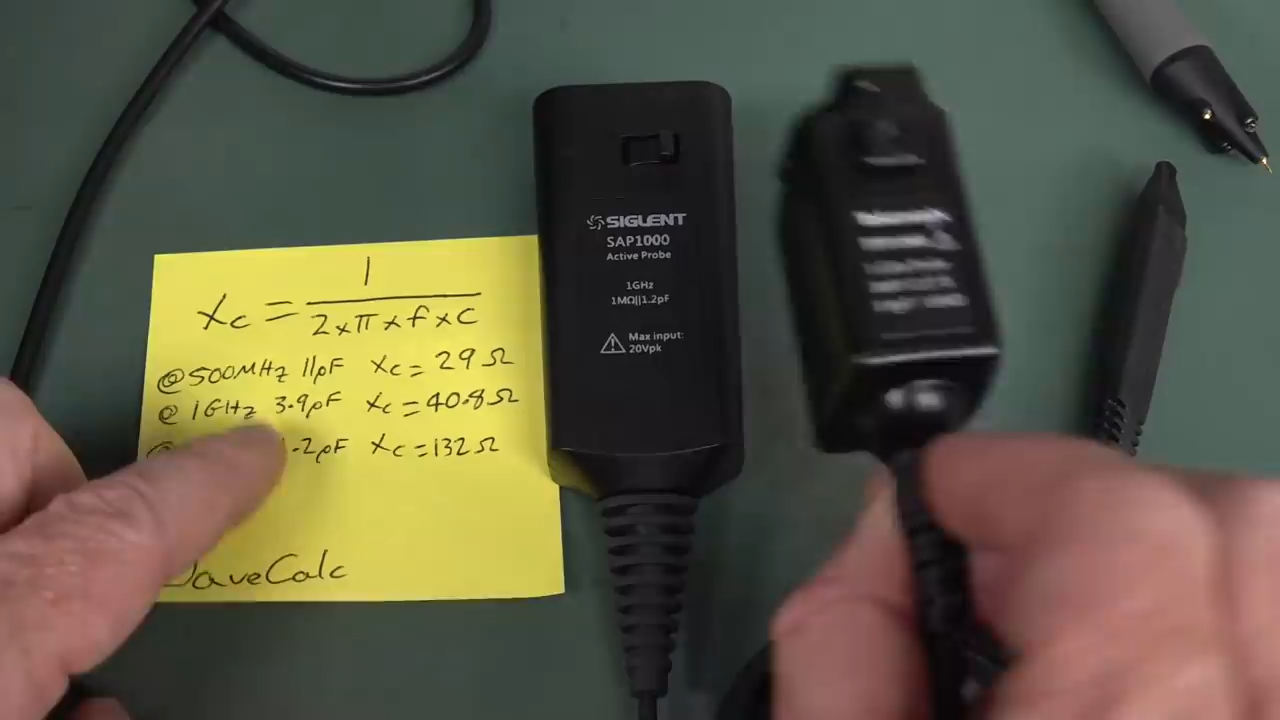 Xc = 1
2×π×f×c
@500MHz 11pF Xc=29Ω
@ 1GHz 3.9pF Xc=40.8Ω
.2pF Xc=132Ω
DaveCalc
SIGLENT
SAP1000
Active Probe
1GHz
1MΩ||1.2pF
Max input:
20Vpk